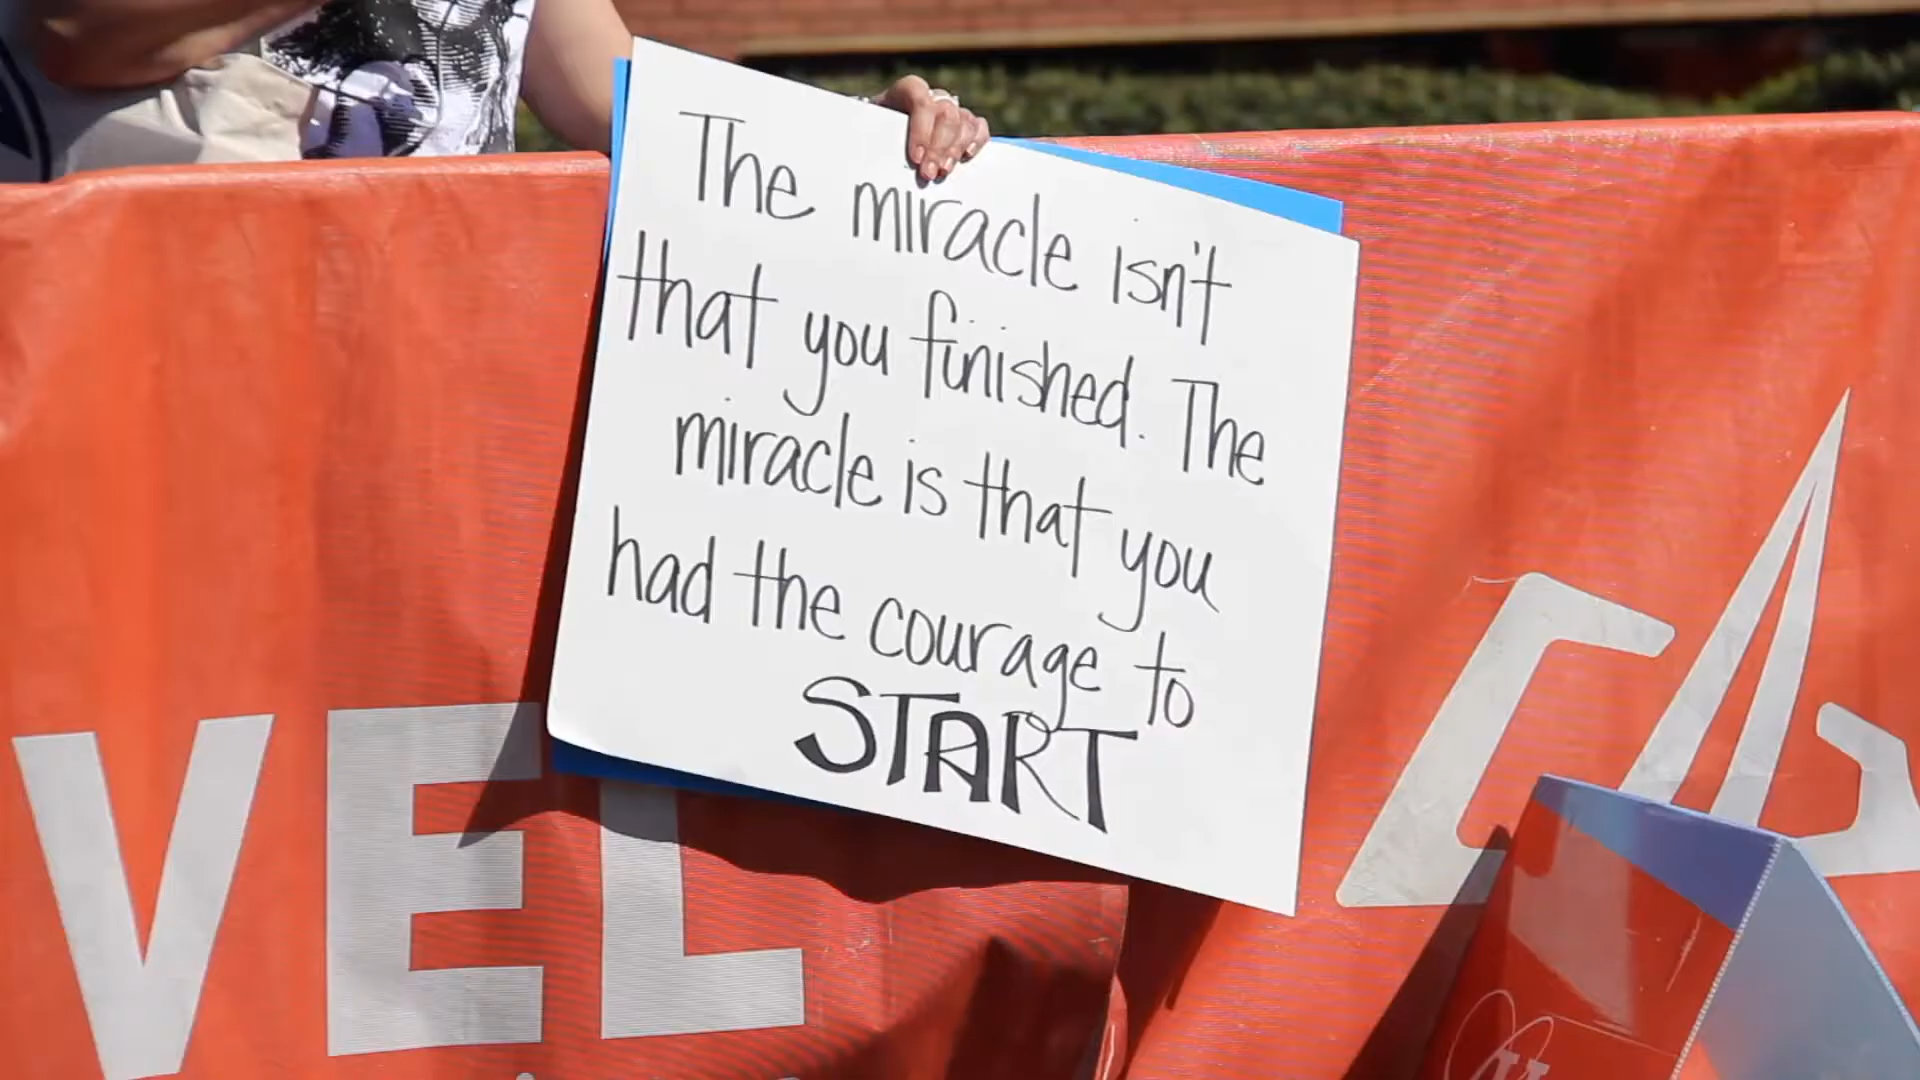 The miracle isn't
that you finished. The
miracle is that you
had the courage to
START
VEL